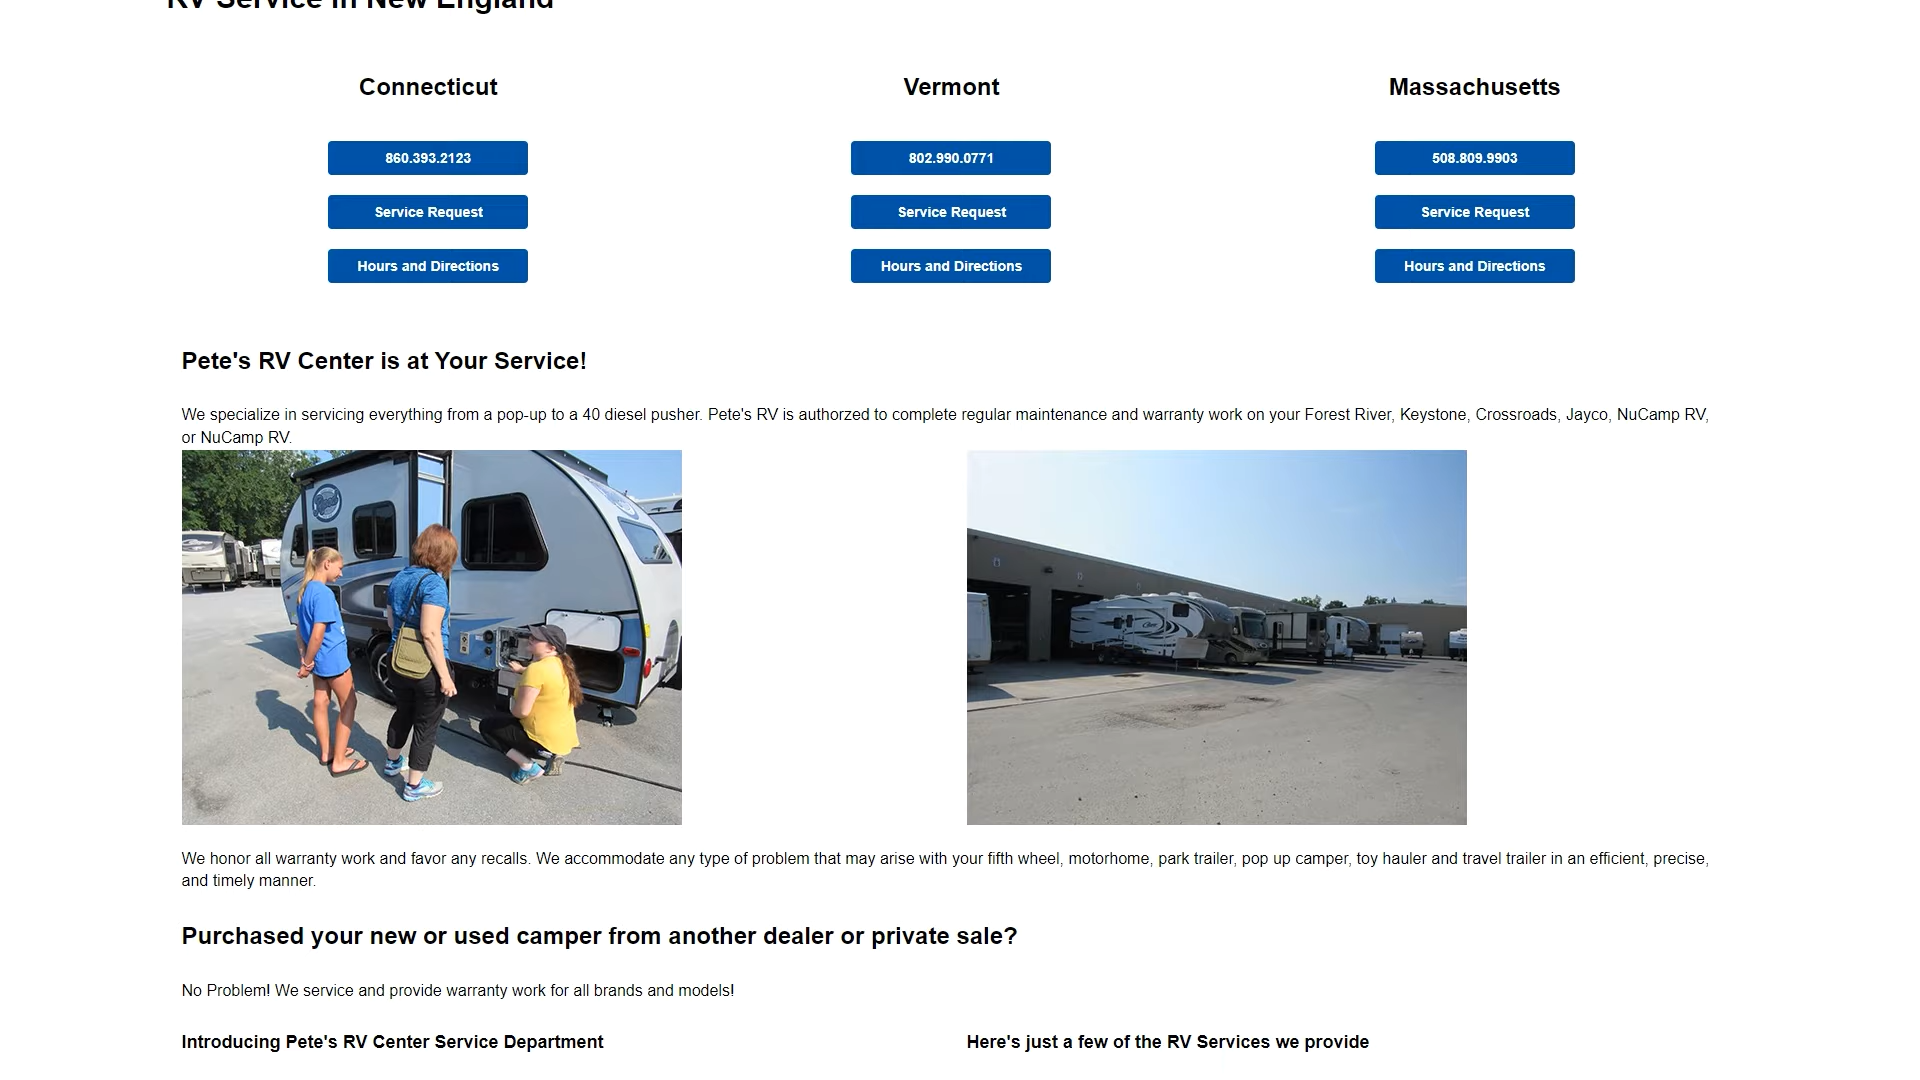 RV Service in New England
Connecticut
Vermont
Massachusetts
860.393.2123
802.990.0771
508.809.9903
Service Request
Service Request
Service Request
Hours and Directions
Hours and Directions
Hours and Directions
Pete's RV Center is at Your Service!
We specialize in servicing everything from a pop-up to a 40 diesel pusher. Pete's RV is authorzed to complete regular maintenance and warranty work on your Forest River, Keystone, Crossroads, Jayco, NuCamp RV,
or NuCamp RV.
We honor all warranty work and favor any recalls. We accommodate any type of problem that may arise with your fifth wheel, motorhome, park trailer, pop up camper, toy hauler and travel trailer in an efficient, precise,
and timely manner.
Purchased your new or used camper from another dealer or private sale?
No Problem! We service and provide warranty work for all brands and models!
Introducing Pete's RV Center Service Department
Here's just a few of the RV Services we provide